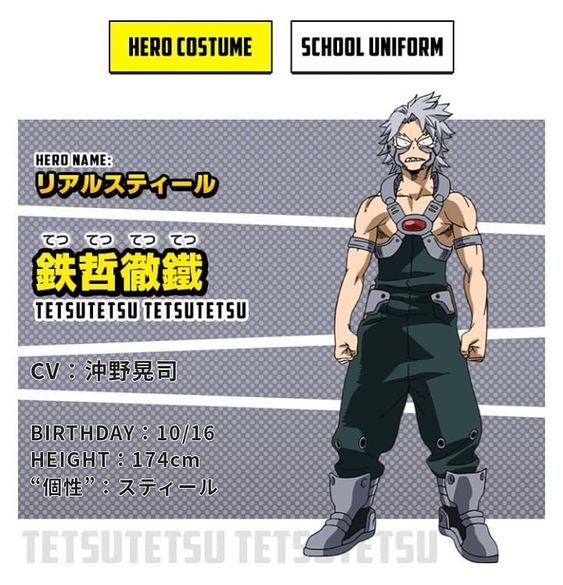 HERO COSTUME
SCHOOL UNIFORM
HERO NAME:
リアルスティール
てつ てつ てつ てつ
鉄哲徹鐵
TETSUTETSU TETSUTETSU
CV：沖野晃司
BIRTHDAY：10/16
HEIGHT：174cm
“個性”：スティール
TETSUTETSU TETSUTETSU